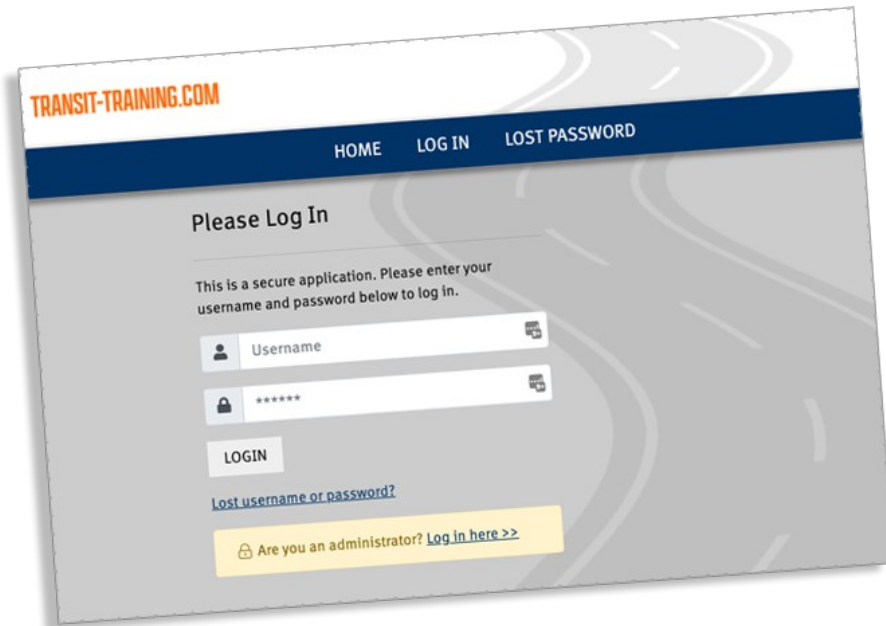 TRANSIT-TRAINING.COM
HOME LOG IN LOST PASSWORD
Please Log In
This is a secure application. Please enter your
username and password below to log in.
Username
******
LOGIN
Lost username or password?
Are you an administrator? Log in here >>